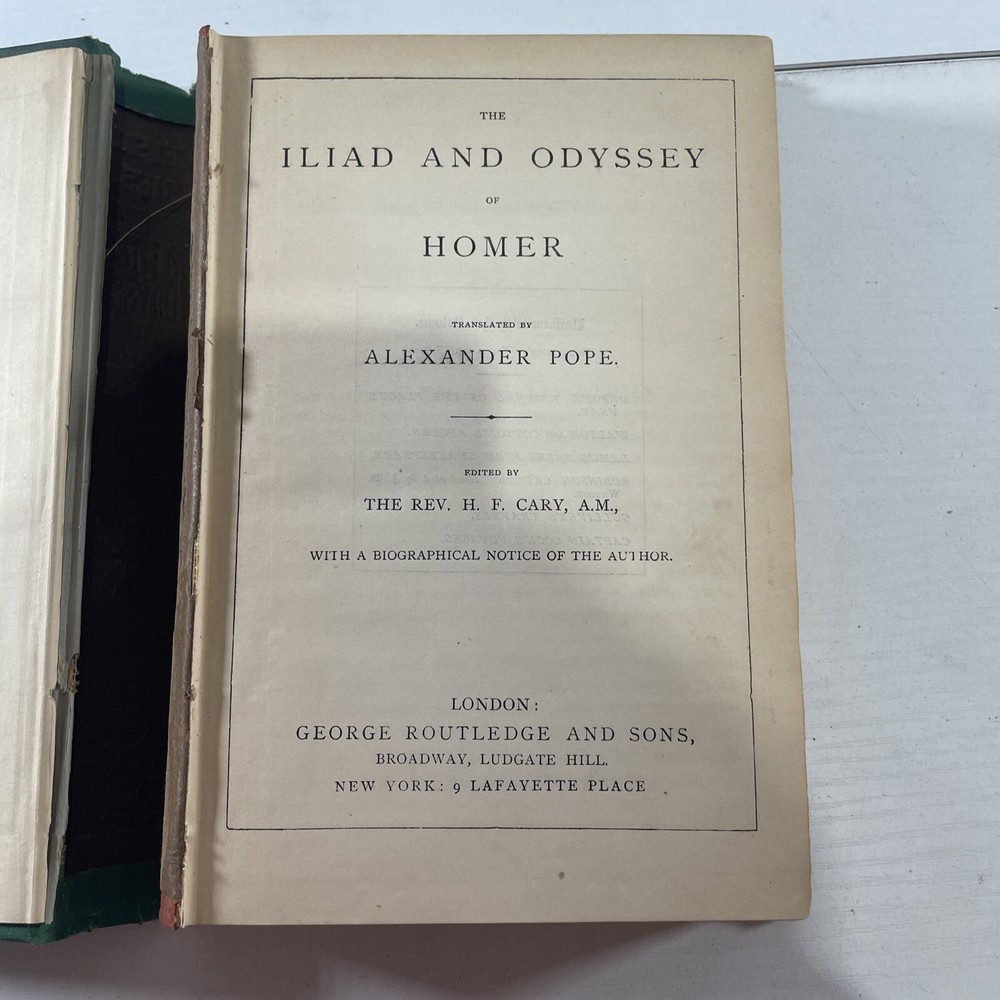 THE
ILIAD AND ODYSSEY
OF
HOMER
TRANSLATED BY
ALEXANDER POPE.
EDITED BY
THE REV. H. F. CARY, A.M.,
WITH A BIOGRAPHICAL NOTICE OF THE AUTHOR.
LONDON:
GEORGE ROUTLEDGE AND SONS,
BROADWAY, LUDGATE HILL.
NEW YORK: 9 LAFAYETTE PLACE